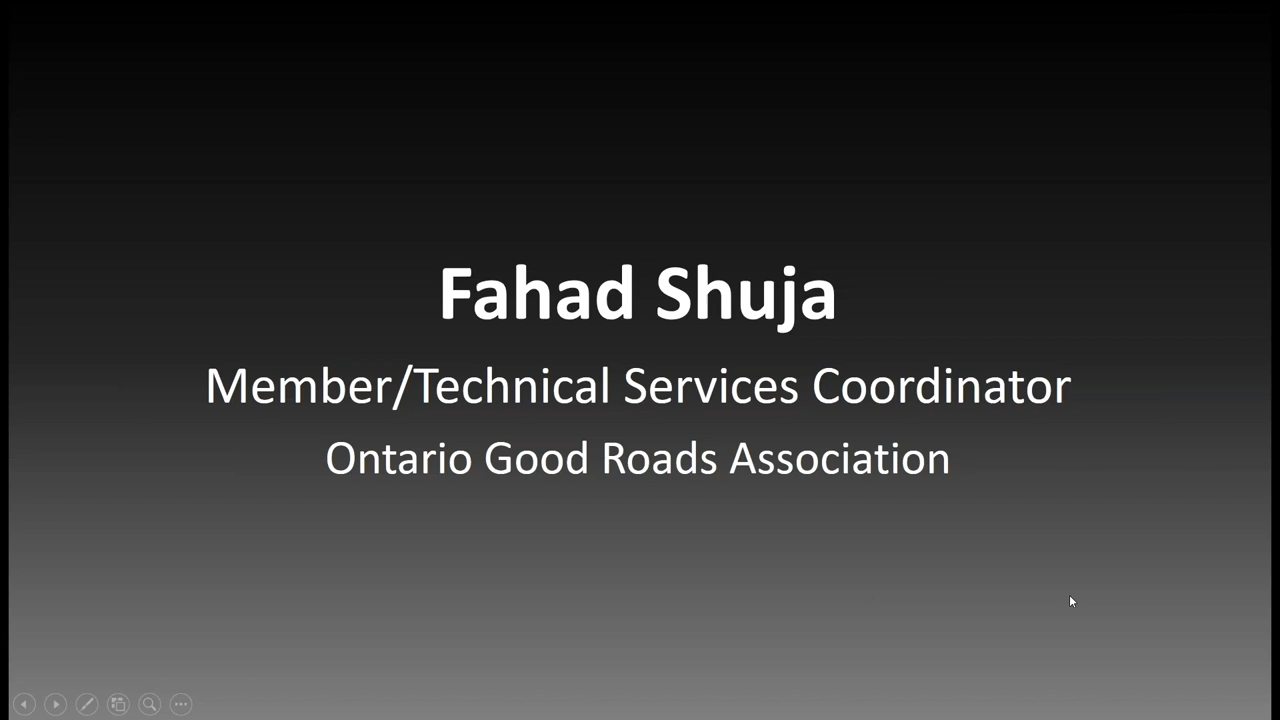 Fahad Shuja
Member/Technical Services Coordinator
Ontario Good Roads Association